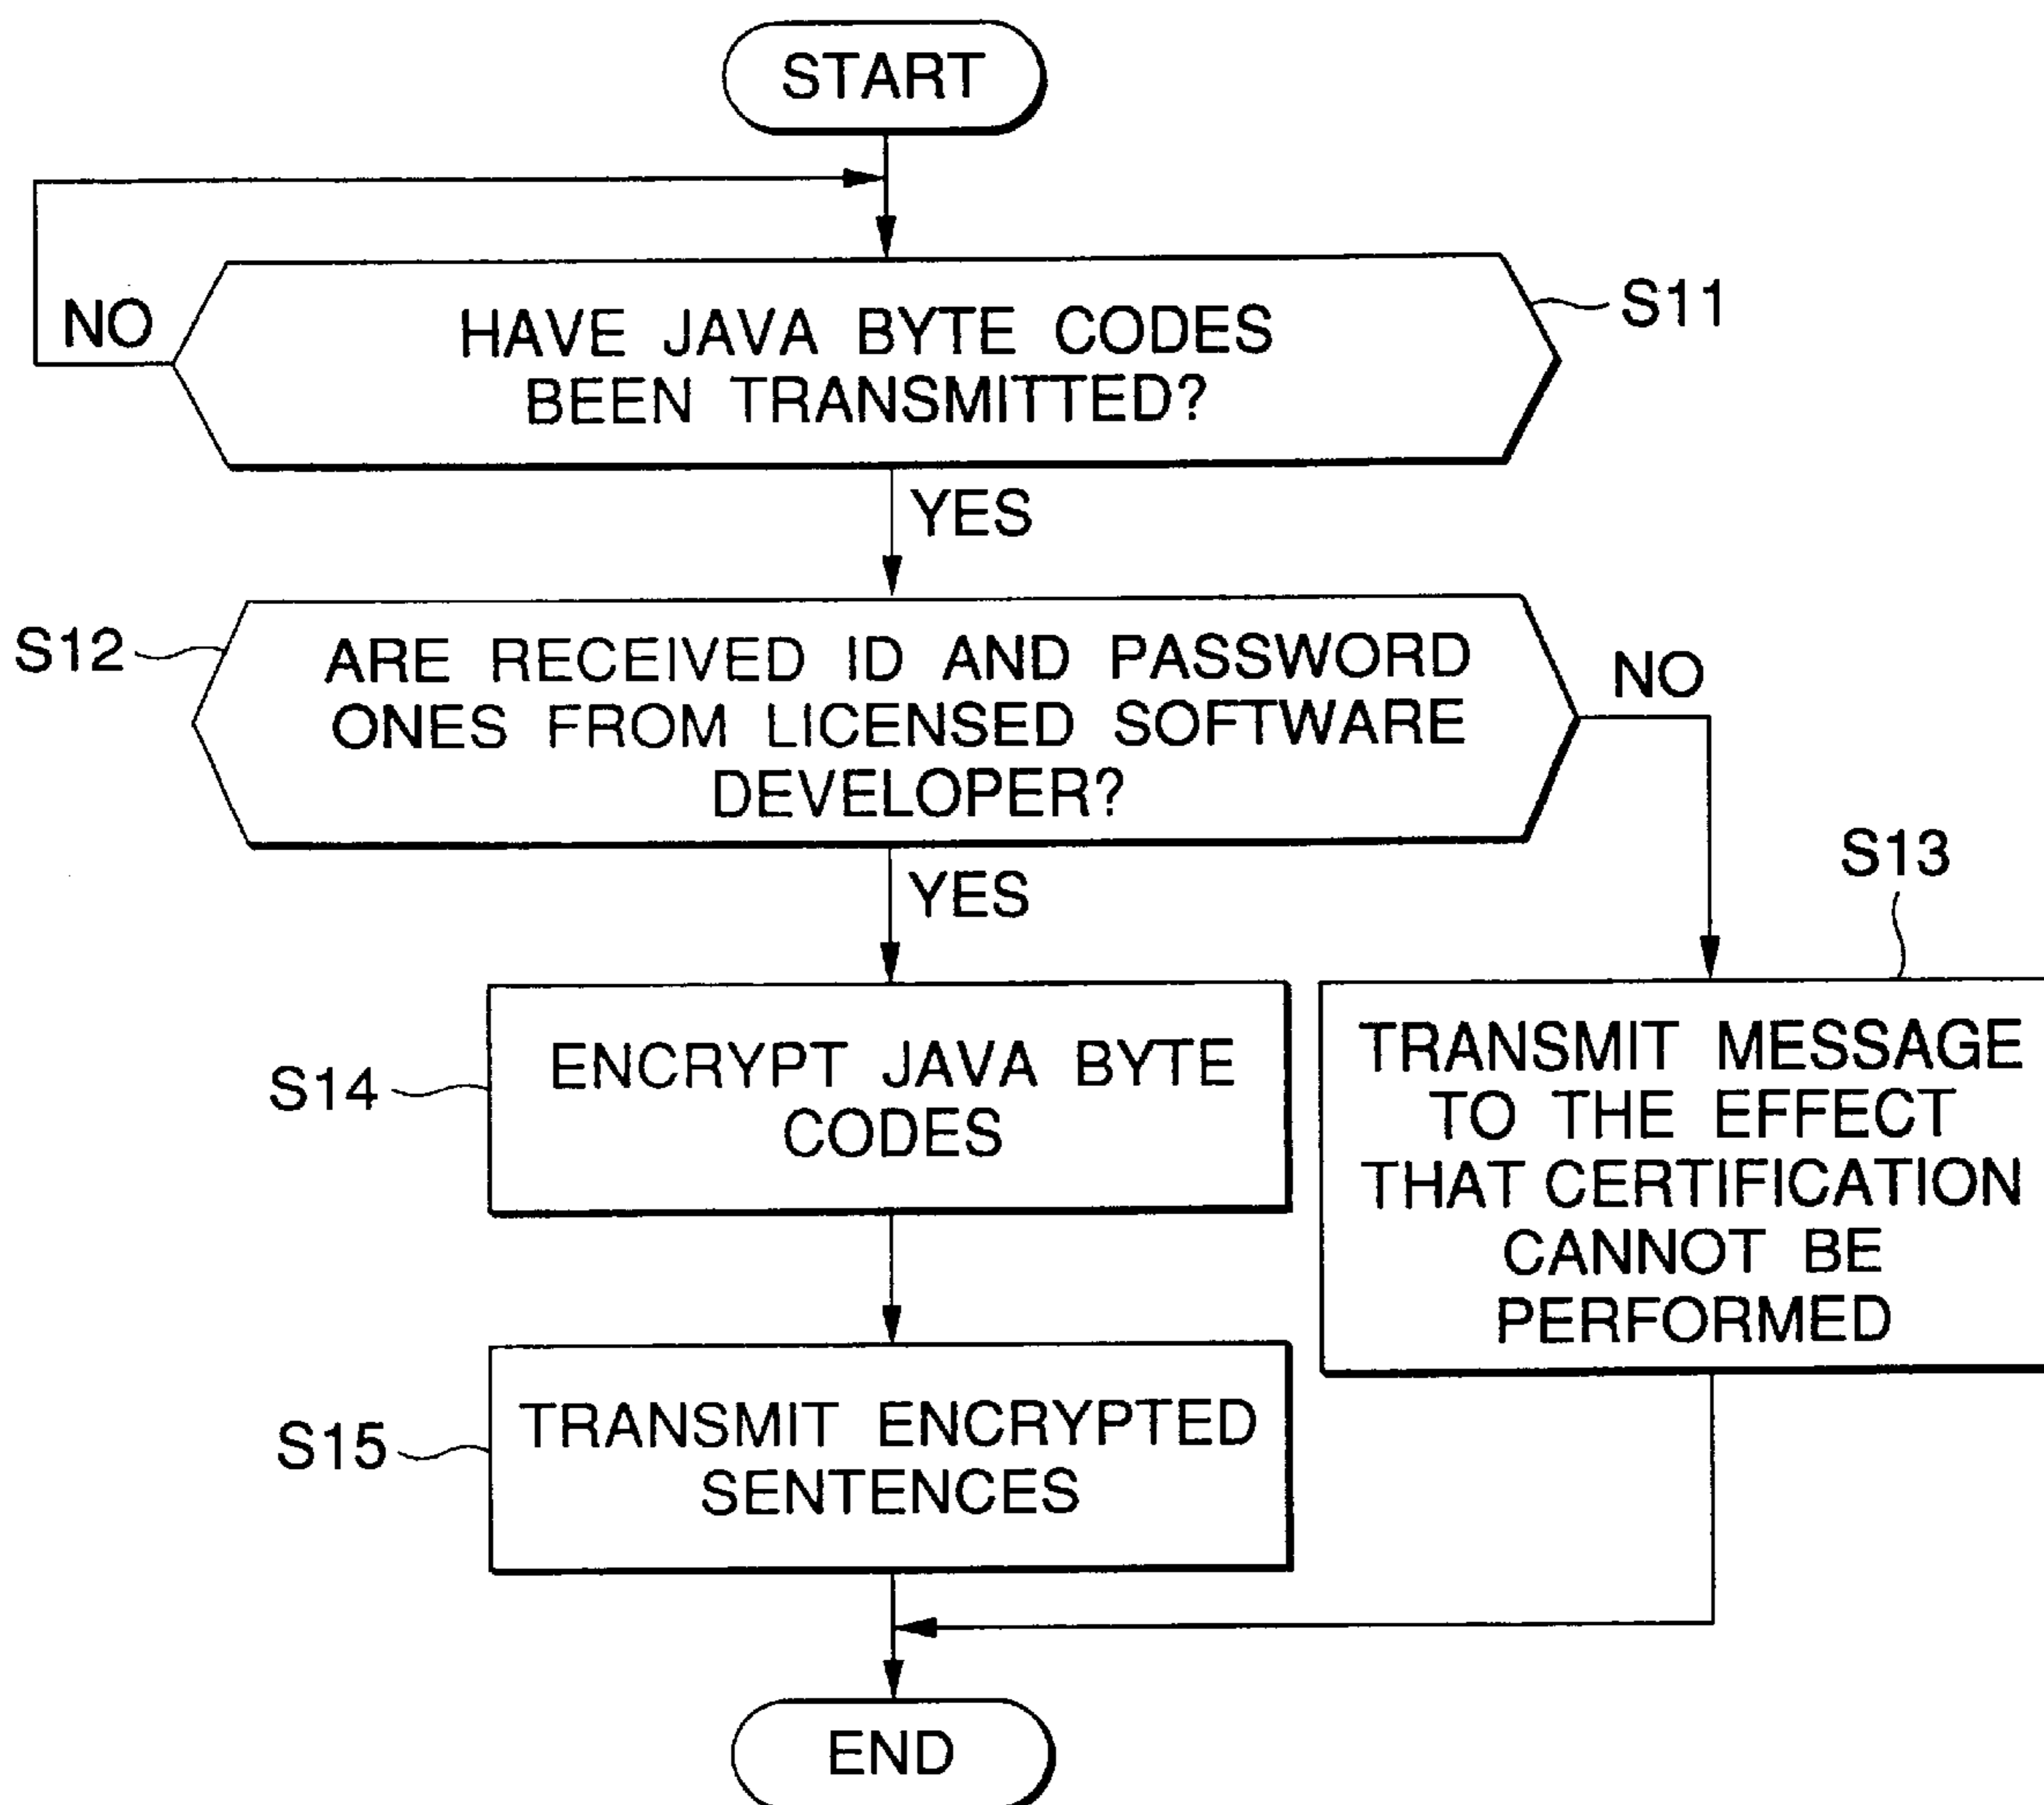 START
NO
HAVE JAVA BYTE CODES
BEEN TRANSMITTED?
S11
YES
S12
ARE RECEIVED ID AND PASSWORD
ONES FROM LICENSED SOFTWARE
DEVELOPER?
NO
YES
S13
S14
ENCRYPT JAVA BYTE
CODES
TRANSMIT MESSAGE
TO THE EFFECT
THAT CERTIFICATION
CANNOT BE
PERFORMED
S15
TRANSMIT ENCRYPTED
SENTENCES
END